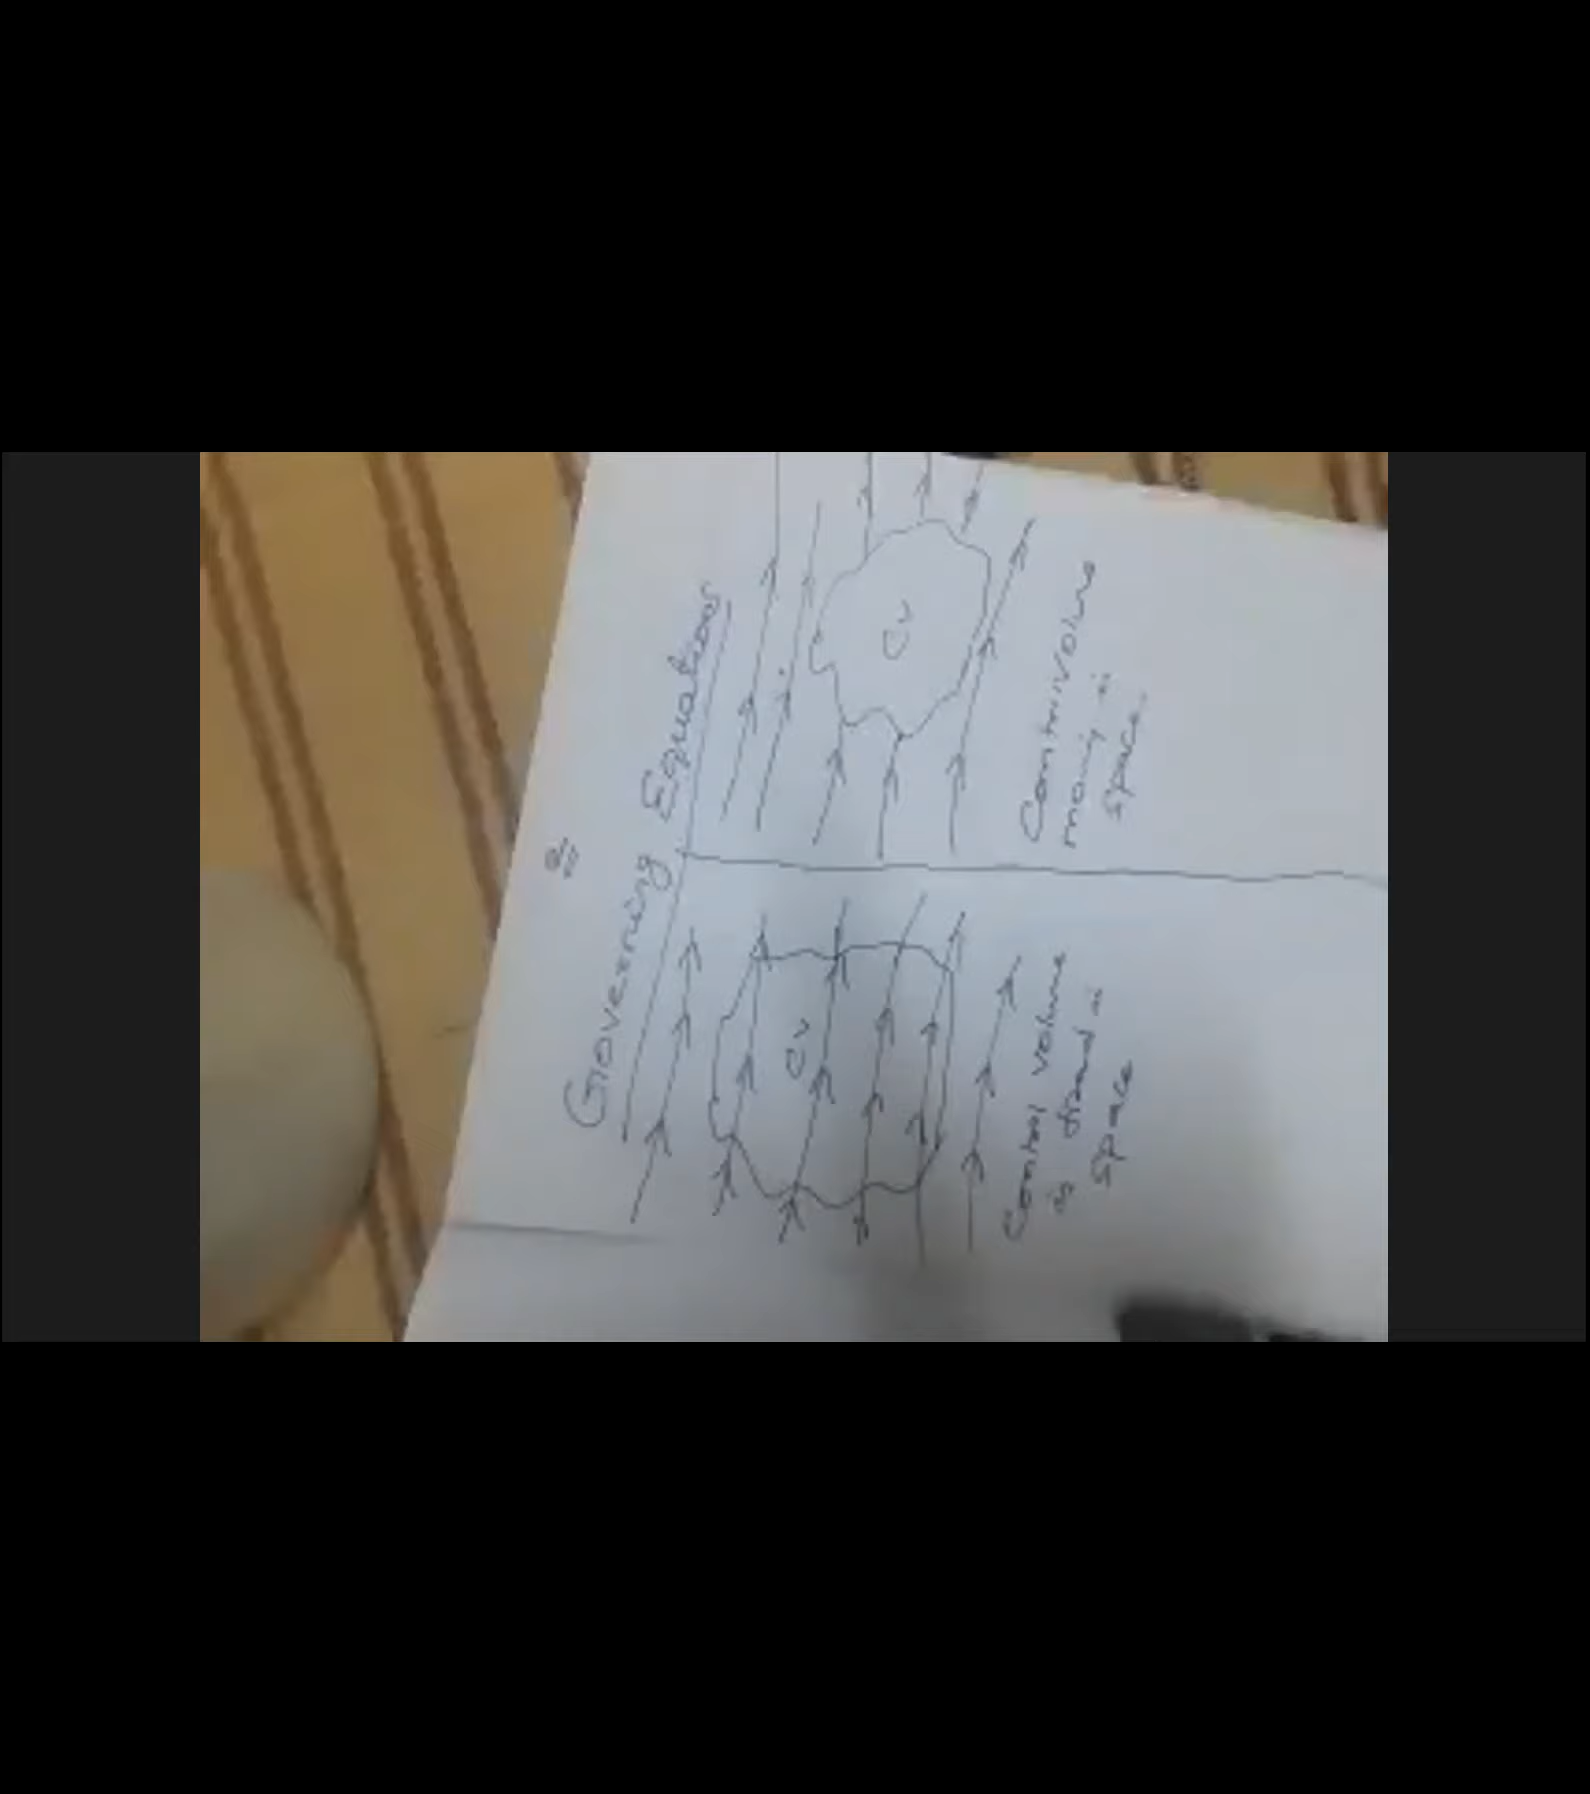 Governing Equations
CV
Control volume
is fixed in
space
CV
Control volume
moving in
space.